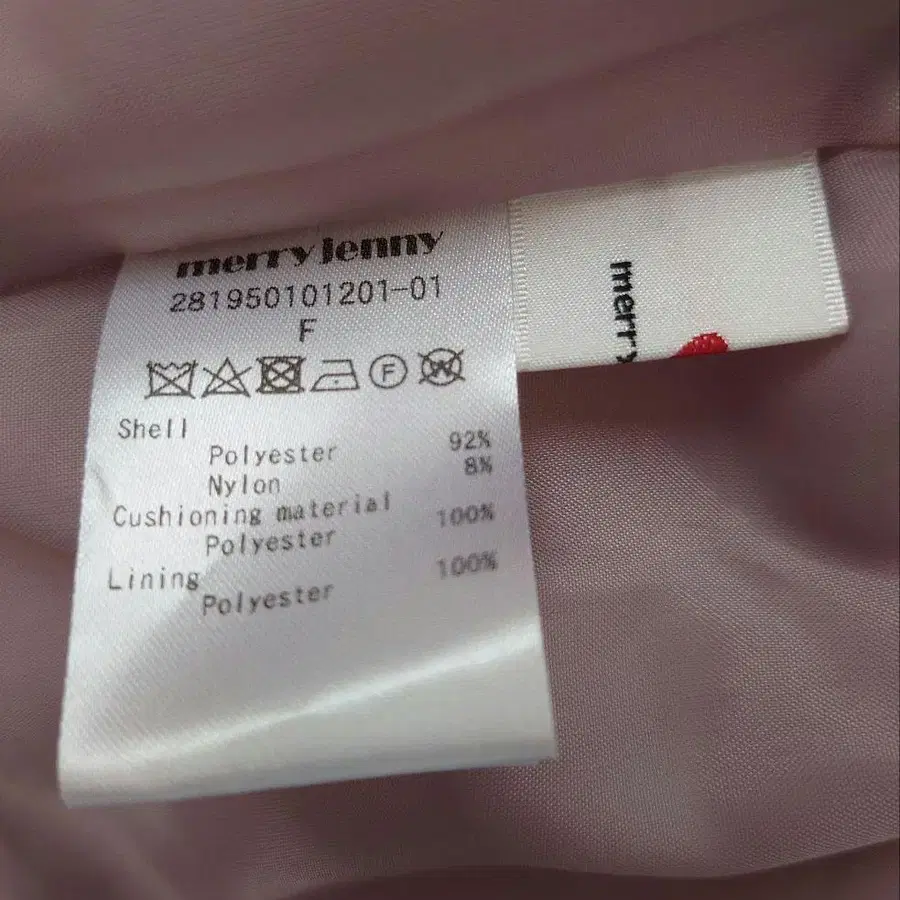 merry jenny
281950101201-01
F
F W
Shell
Polyester 92%
Nylon 8%
Cushioning material
Polyester 100%
Lining
Polyester 100%
merry